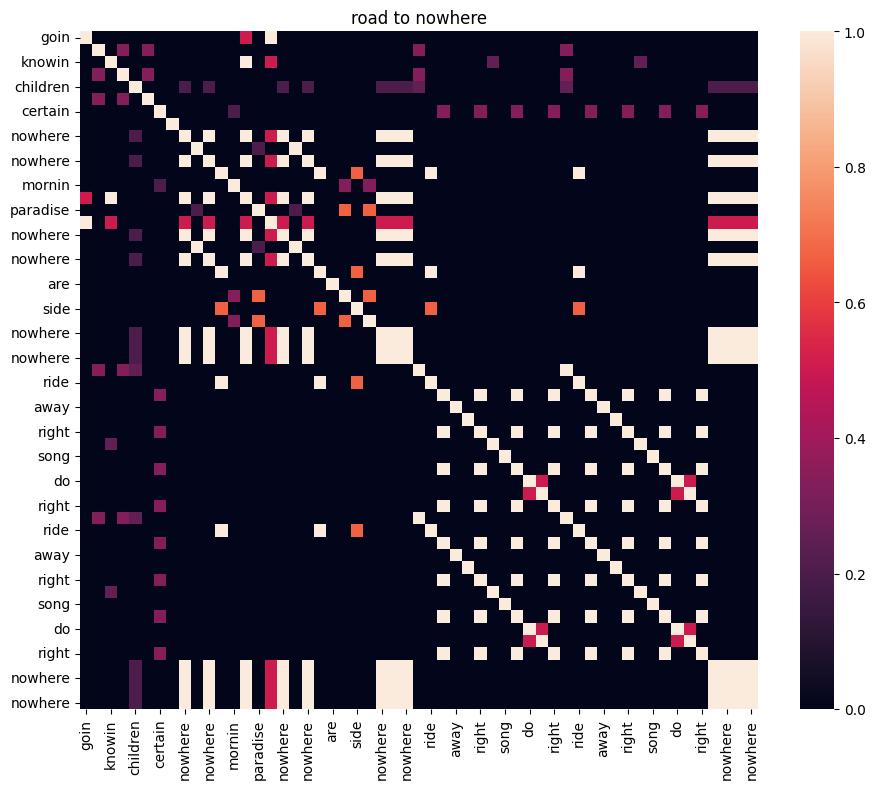 road to nowhere
goin
knowin
children
certain
nowhere
nowhere
mornin
paradise
nowhere
nowhere
are
side
nowhere
nowhere
ride
away
right
song
do
right
ride
away
right
song
do
right
nowhere
nowhere
goin
knowin
children
certain
nowhere
nowhere
mornin
paradise
nowhere
nowhere
are
side
nowhere
nowhere
ride
away
right
song
do
right
ride
away
right
song
do
right
nowhere
nowhere
1.0
0.8
0.6
0.4
0.2
0.0